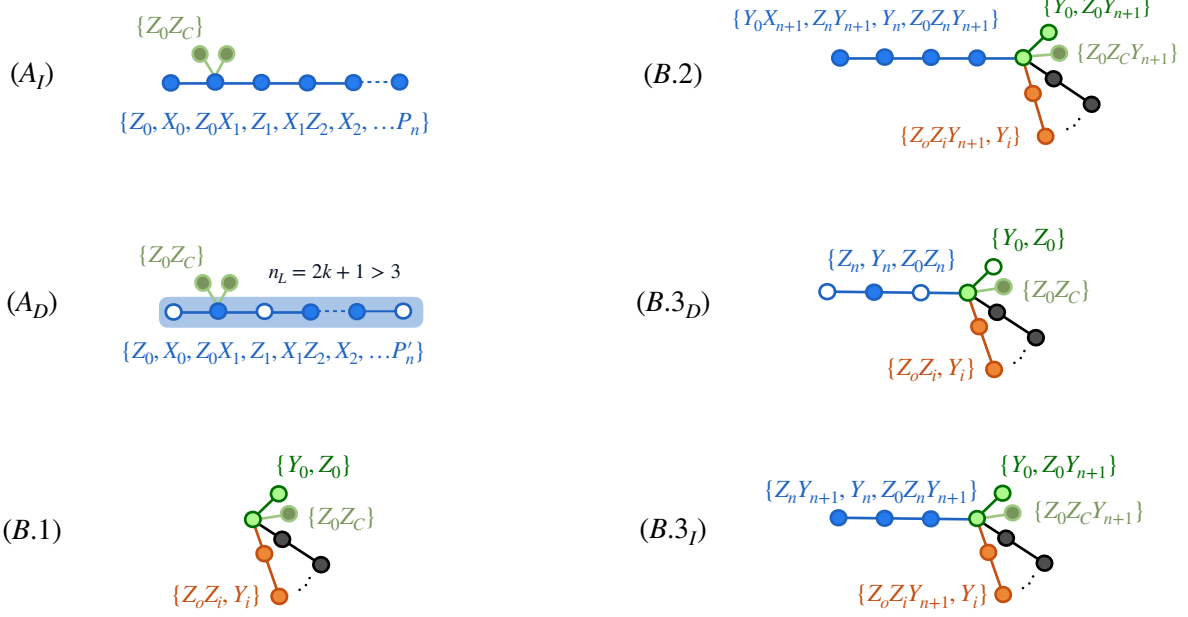 {Z_0Z_C}
(A_I)
{Z_0, X_0, Z_0X_1, Z_1, X_1Z_2, X_2, …P_n}
{Z_0Z_C}
n_L = 2k + 1 > 3
(A_D)
{Z_0, X_0, Z_0X_1, Z_1, X_1Z_2, X_2, …P'_n}
{Y_0, Z_0}
{Z_0Z_C}
(B.1)
{Z_oZ_i, Y_i}
{Y_0, Z_0Y_{n+1}}
{Y_0X_{n+1}, Z_nY_{n+1}, Y_n, Z_0Z_nY_{n+1}}
{Z_0Z_CY_{n+1}}
(B.2)
{Z_oZ_iY_{n+1}, Y_i}
{Y_0, Z_0}
{Z_n, Y_n, Z_0Z_n}
{Z_0Z_C}
(B.3_D)
{Z_oZ_i, Y_i}
{Y_0, Z_0Y_{n+1}}
{Z_nY_{n+1}, Y_n, Z_0Z_nY_{n+1}}
{Z_0Z_CY_{n+1}}
(B.3_I)
{Z_oZ_iY_{n+1}, Y_i}